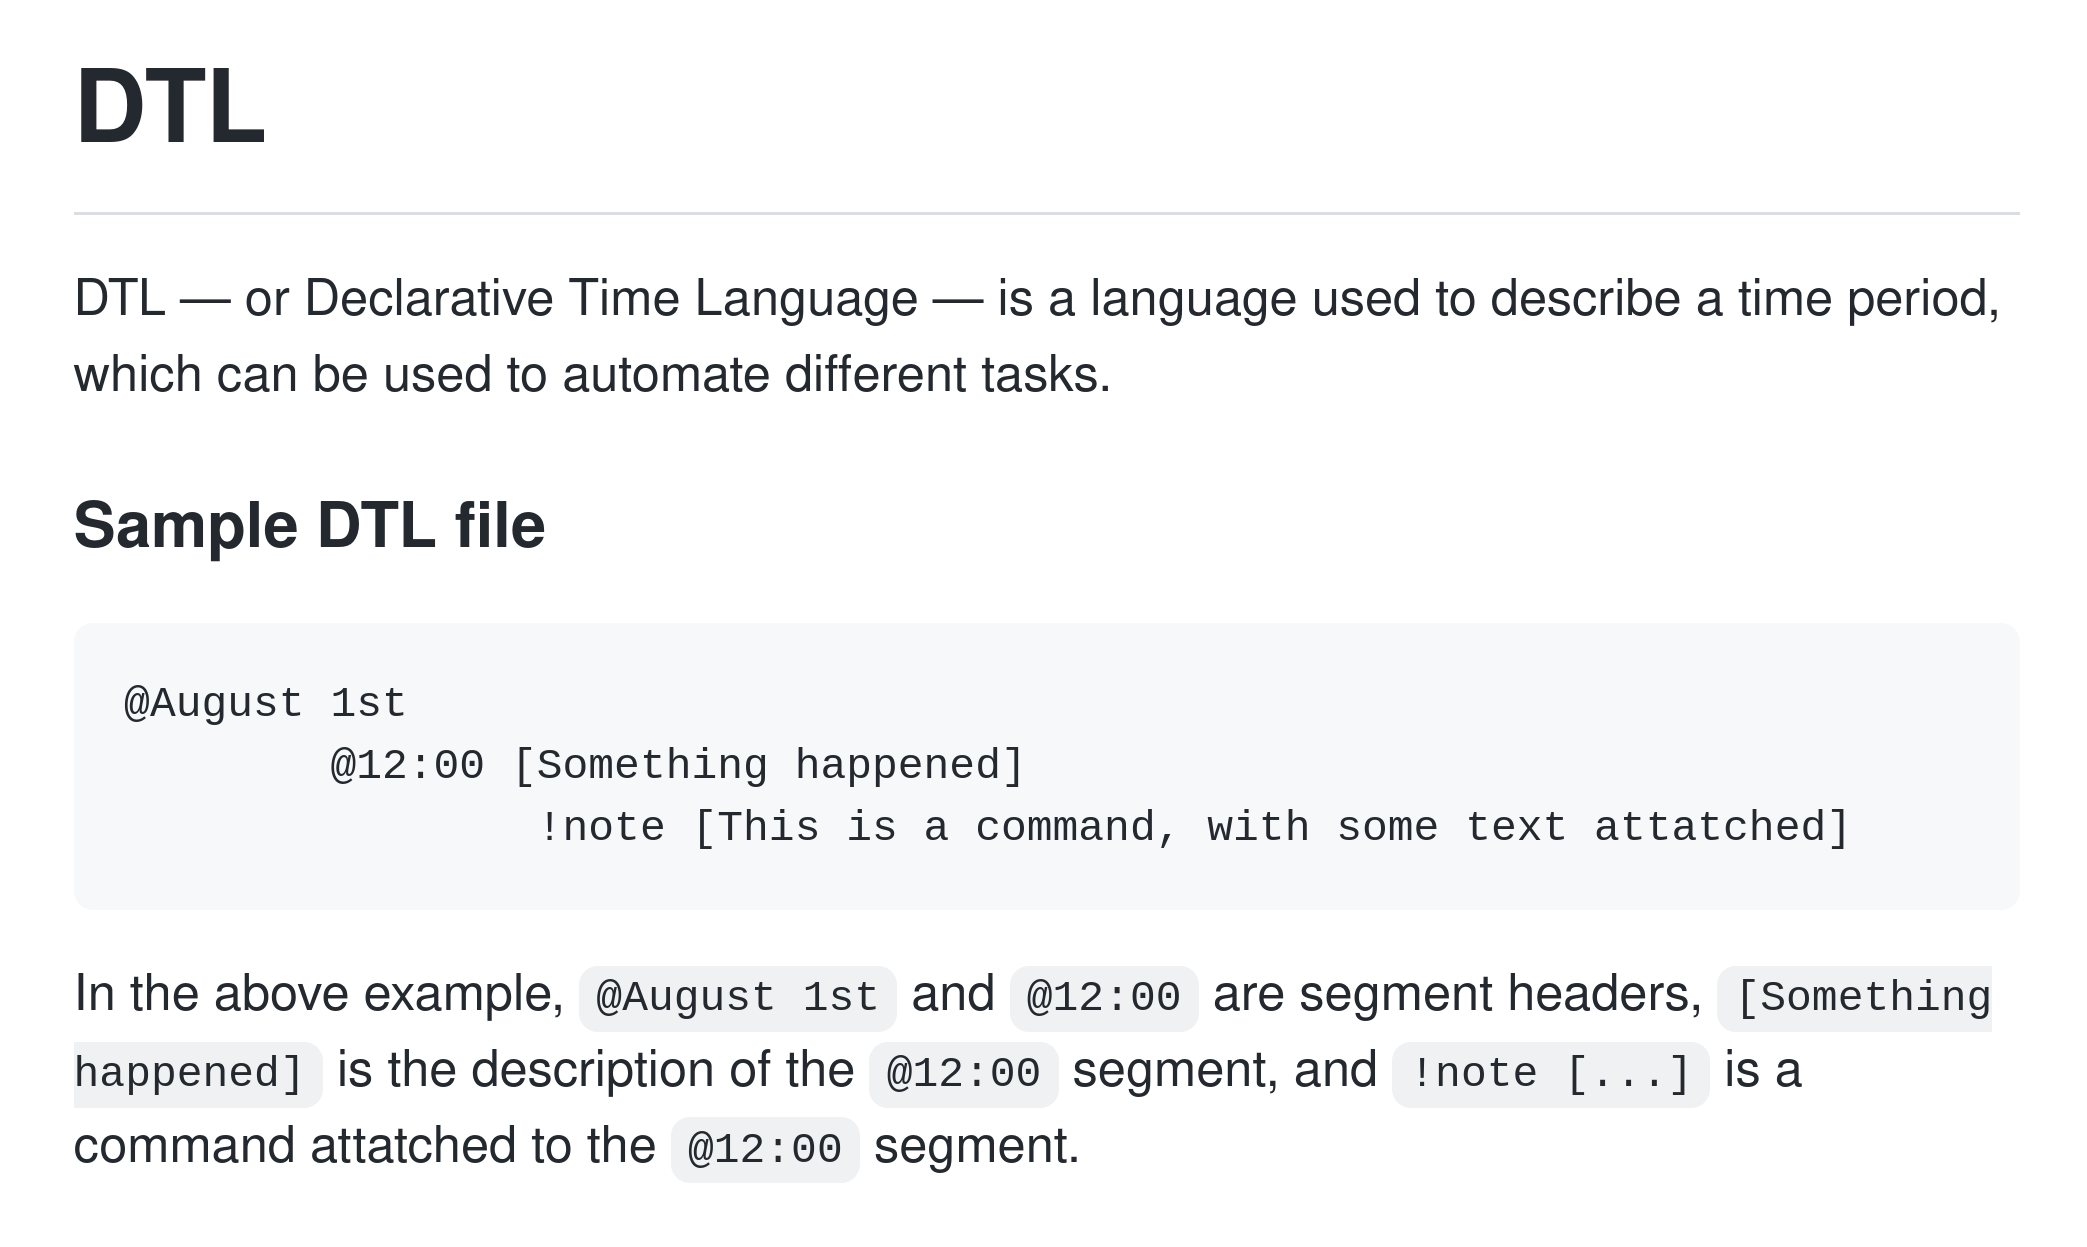 DTL
DTL — or Declarative Time Language — is a language used to describe a time period,
which can be used to automate different tasks.
Sample DTL file
@August 1st
        @12:00 [Something happened]
                !note [This is a command, with some text attatched]
In the above example, @August 1st and @12:00 are segment headers, [Something
happened] is the description of the @12:00 segment, and !note [...] is a
command attatched to the @12:00 segment.